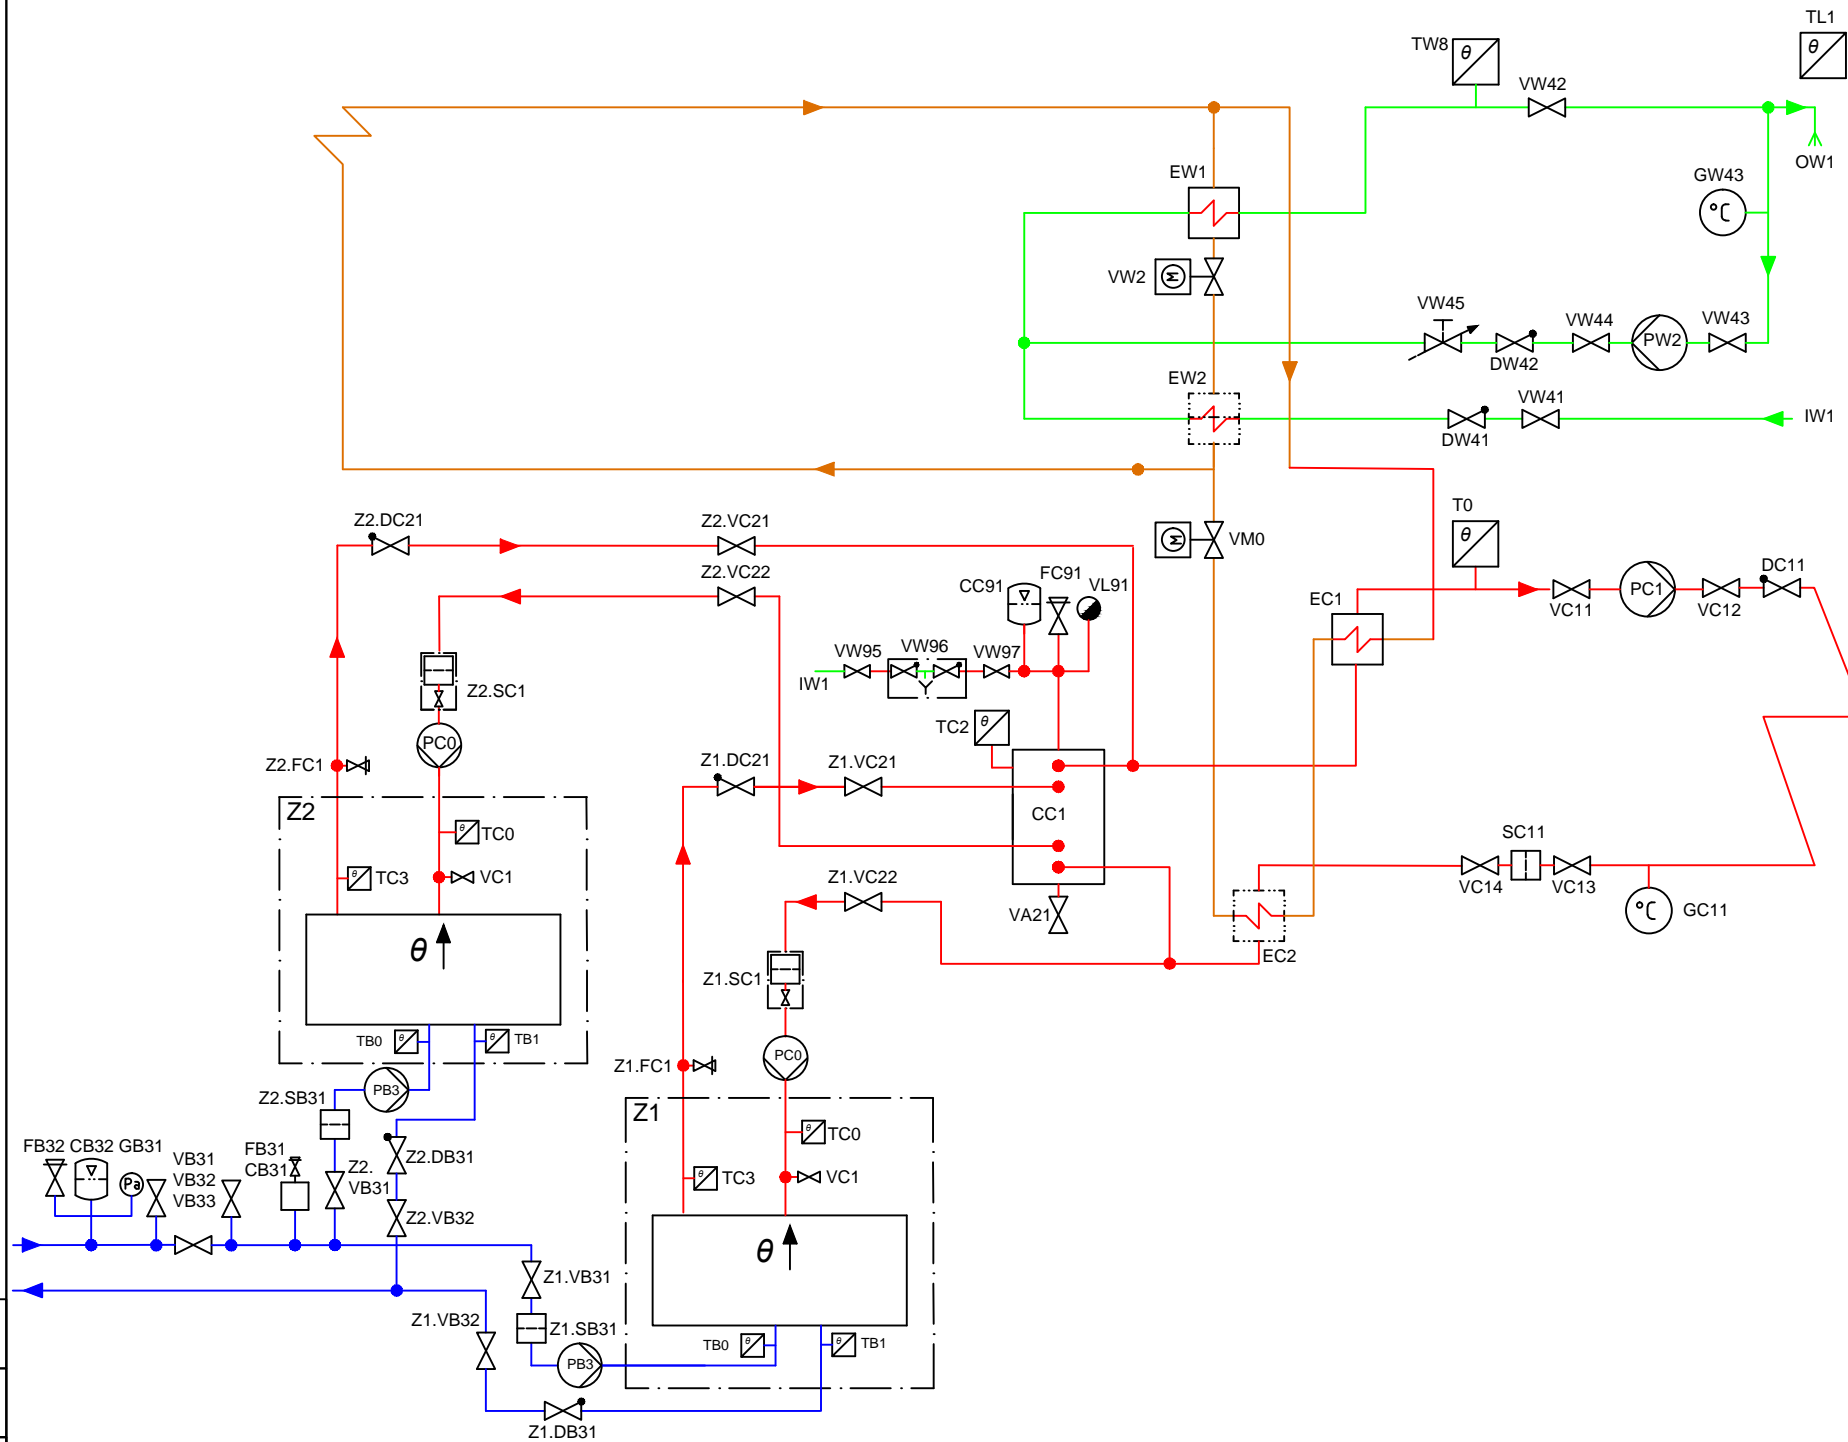 TL1
θ
TW8
θ
VW42
OW1
EW1
GW43
°C
VW2
M
VW45
VW44
PW2
VW43
DW42
EW2
VW41
DW41
IW1
Z2.DC21
Z2.VC21
T0
θ
M
VM0
Z2.VC22
CC91
FC91
VL91
DC11
EC1
VC11
PC1
VC12
VW95
VW96
VW97
IW1
Z2.SC1
TC2
θ
PC0
Z2.FC1
Z1.DC21
Z1.VC21
CC1
Z2
θ
TC0
θ
TC3
VC1
SC11
VC14
VC13
Z1.VC22
VA21
°C
GC11
θ
EC2
Z1.SC1
TB0
θ
θ
TB1
Z1.FC1
PC0
PB3
Z2.SB31
Z1
θ
TC0
FB32 CB32 GB31
VB31
VB32
VB33
FB31
CB31
Z2.
VB31
Z2.DB31
Pa
θ
TC3
VC1
Z2.VB32
θ
Z1.VB31
Z1.VB32
Z1.SB31
TB0
θ
θ
TB1
PB3
Z1.DB31